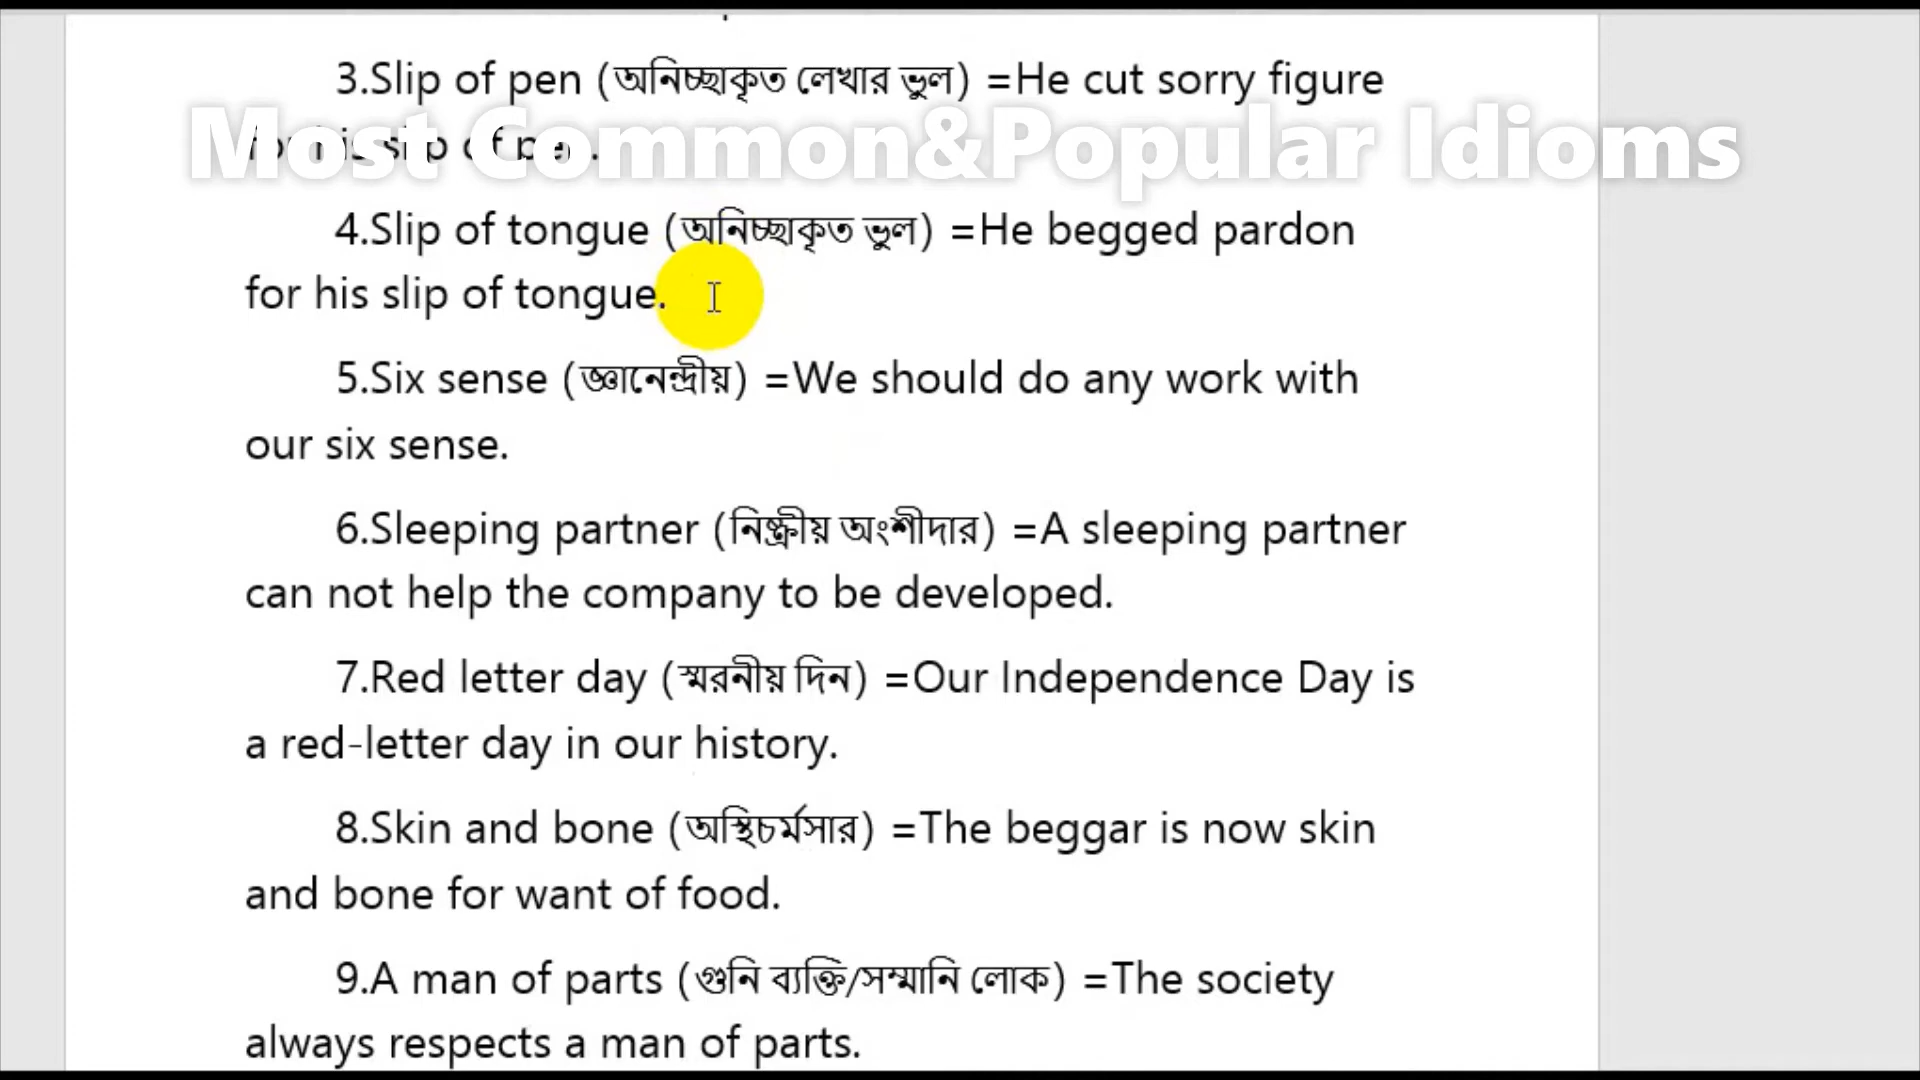 3.Slip of pen (অনিচ্ছাকৃত লেখার ভুল) =He cut sorry figure
Most Common&Popular Idioms
for his slip of pen.
4.Slip of tongue (অনিচ্ছাকৃত ভুল) =He begged pardon
for his slip of tongue.
5.Six sense (জ্ঞানেন্দ্রীয়) =We should do any work with
our six sense.
6.Sleeping partner (নিষ্ক্রীয় অংশীদার) =A sleeping partner
can not help the company to be developed.
7.Red letter day (স্মরনীয় দিন) =Our Independence Day is
a red-letter day in our history.
8.Skin and bone (অস্থিচর্মসার) =The beggar is now skin
and bone for want of food.
9.A man of parts (গুনি ব্যক্তি/সম্মানি লোক) =The society
always respects a man of parts.